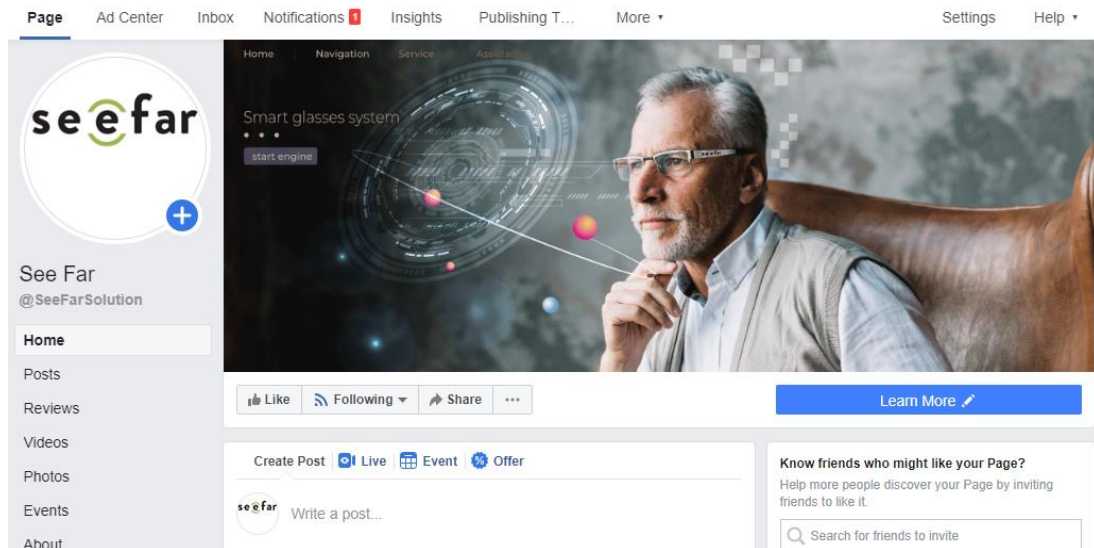 Page Ad Center Inbox Notifications 1 Insights Publishing T… More Settings Help
Home Navigation Service Assistance
Smart glasses system
start engine
seefar
See Far
@SeeFarSolution
Home
Posts
Reviews
Videos
Photos
Events
About
Like Following Share ...
Learn More
Create Post Live Event Offer
seefar Write a post...
Know friends who might like your Page?
Help more people discover your Page by inviting
friends to like it.
Search for friends to invite